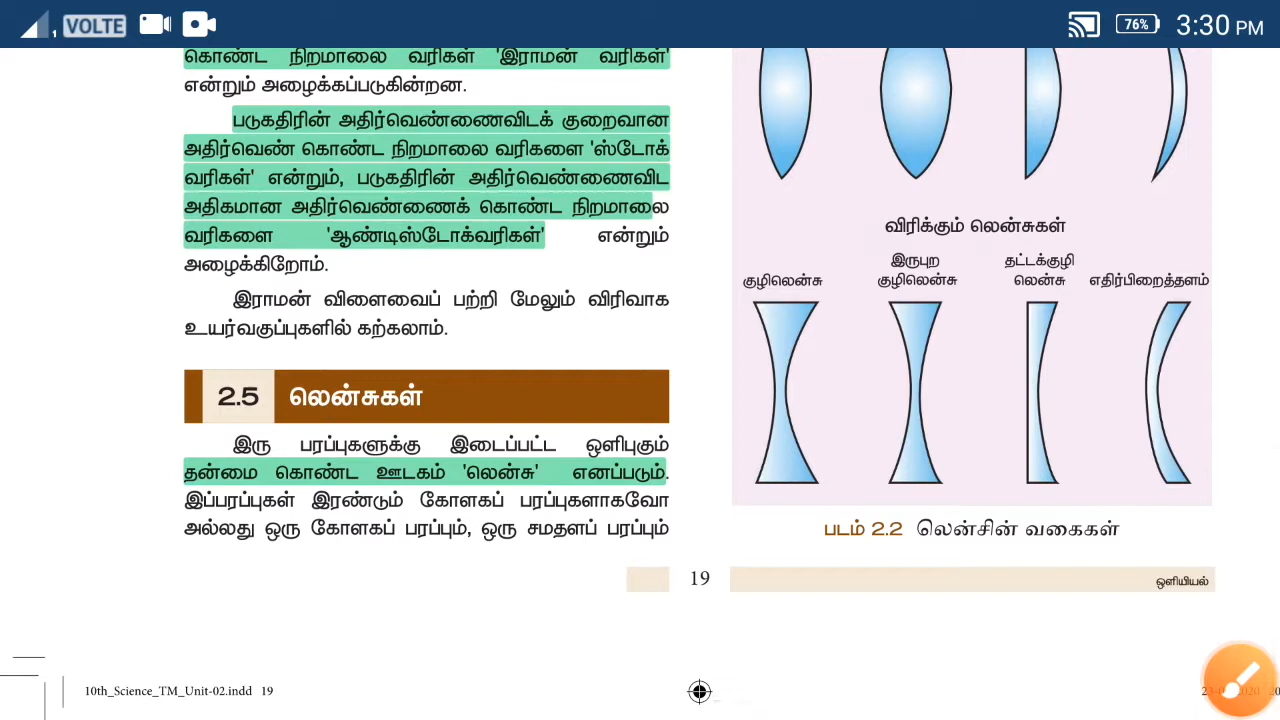 1 VOLTE 76% 3:30 PM
கொண்ட நிறமாலை வரிகள் 'இராமன் வரிகள்'
என்றும் அழைக்கப்படுகின்றன.
படுகதிரின் அதிர்வெண்ணைவிடக் குறைவான
அதிர்வெண் கொண்ட நிறமாலை வரிகளை 'ஸ்டோக்
வரிகள்' என்றும், படுகதிரின் அதிர்வெண்ணைவிட
அதிகமான அதிர்வெண்ணைக் கொண்ட நிறமாலை
வரிகளை 'ஆண்டிஸ்டோக்வரிகள்' என்றும்
அழைக்கிறோம்.
இராமன் விளைவைப் பற்றி மேலும் விரிவாக
உயர்வகுப்புகளில் கற்கலாம்.
2.5 லென்சுகள்
இரு பரப்புகளுக்கு இடைப்பட்ட ஒளிபுகும்
தன்மை கொண்ட ஊடகம் 'லென்சு' எனப்படும்.
இப்பரப்புகள் இரண்டும் கோளகப் பரப்புகளாகவோ
அல்லது ஒரு கோளகப் பரப்பும், ஒரு சமதளப் பரப்பும்
விரிக்கும் லென்சுகள்
குழிலென்சு
இருபுற
குழிலென்சு
தட்டக்குழி
லென்சு
எதிர்பிறைத்தளம்
படம் 2.2 லென்சின் வகைகள்
19
ஒளியியல்
10th_Science_TM_Unit-02.indd 19